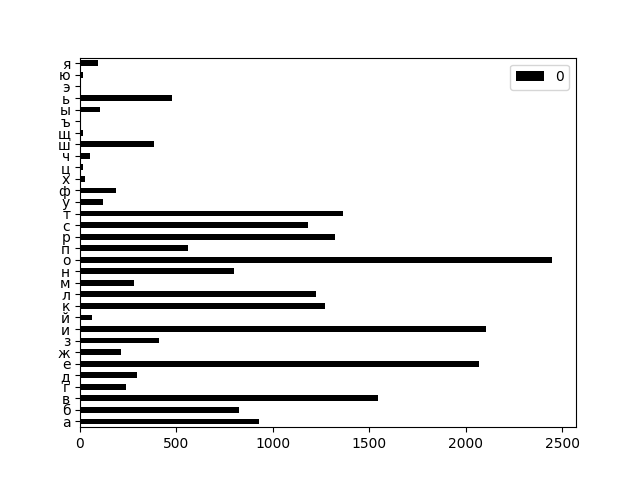 я
ю
э
ь
ы
ъ
щ
ш
ч
ц
х
ф
у
т
с
р
п
о
н
м
л
к
й
и
з
ж
е
д
г
в
б
а
0 500 1000 1500 2000 2500
0